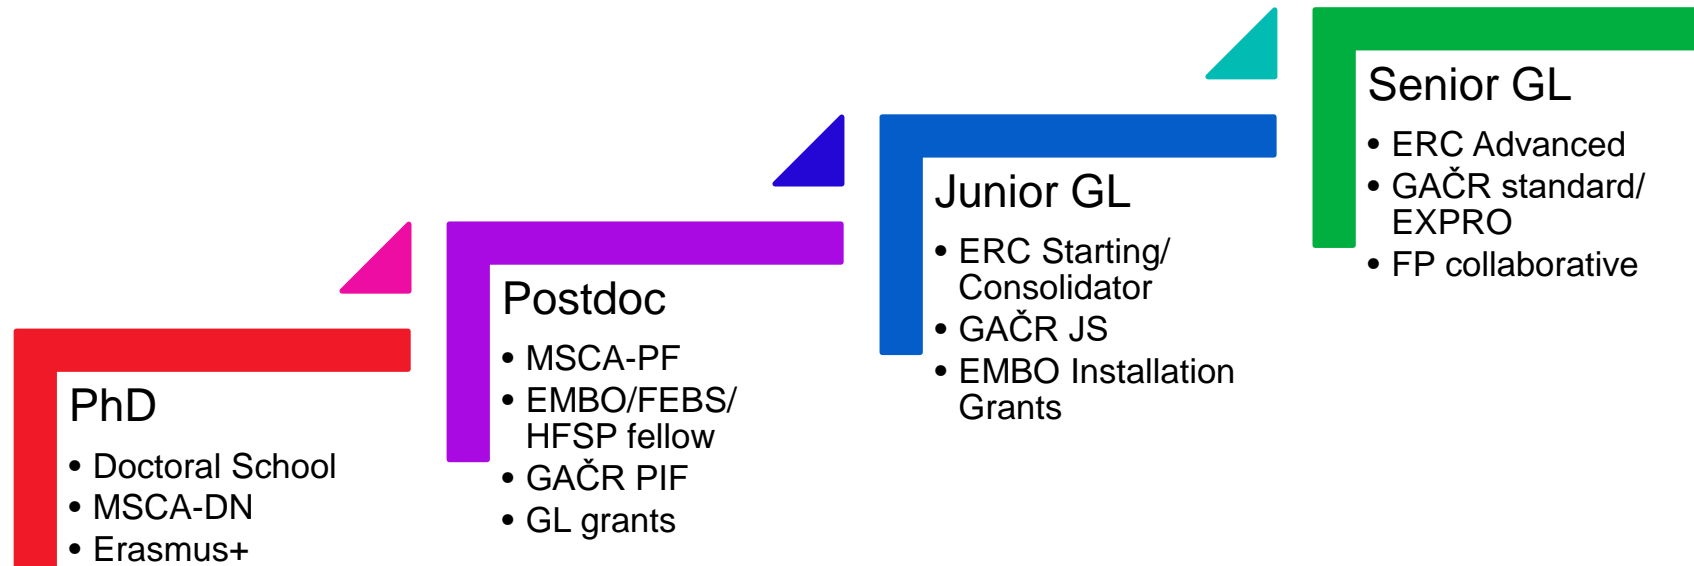 PhD
• Doctoral School
• MSCA-DN
• Erasmus+
Postdoc
• MSCA-PF
• EMBO/FEBS/
HFSP fellow
• GAČR PIF
• GL grants
Junior GL
• ERC Starting/
Consolidator
• GAČR JS
• EMBO Installation
Grants
Senior GL
• ERC Advanced
• GAČR standard/
EXPRO
• FP collaborative